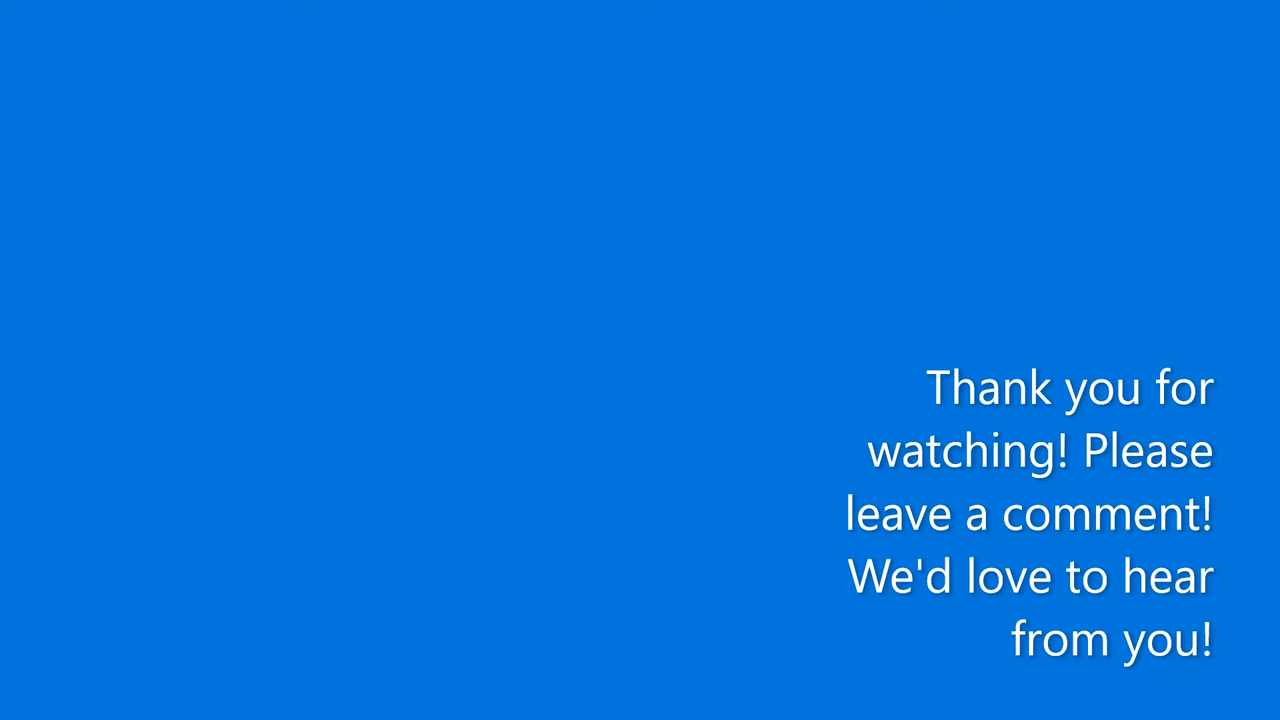 Thank you for
watching! Please
leave a comment!
We'd love to hear
from you!